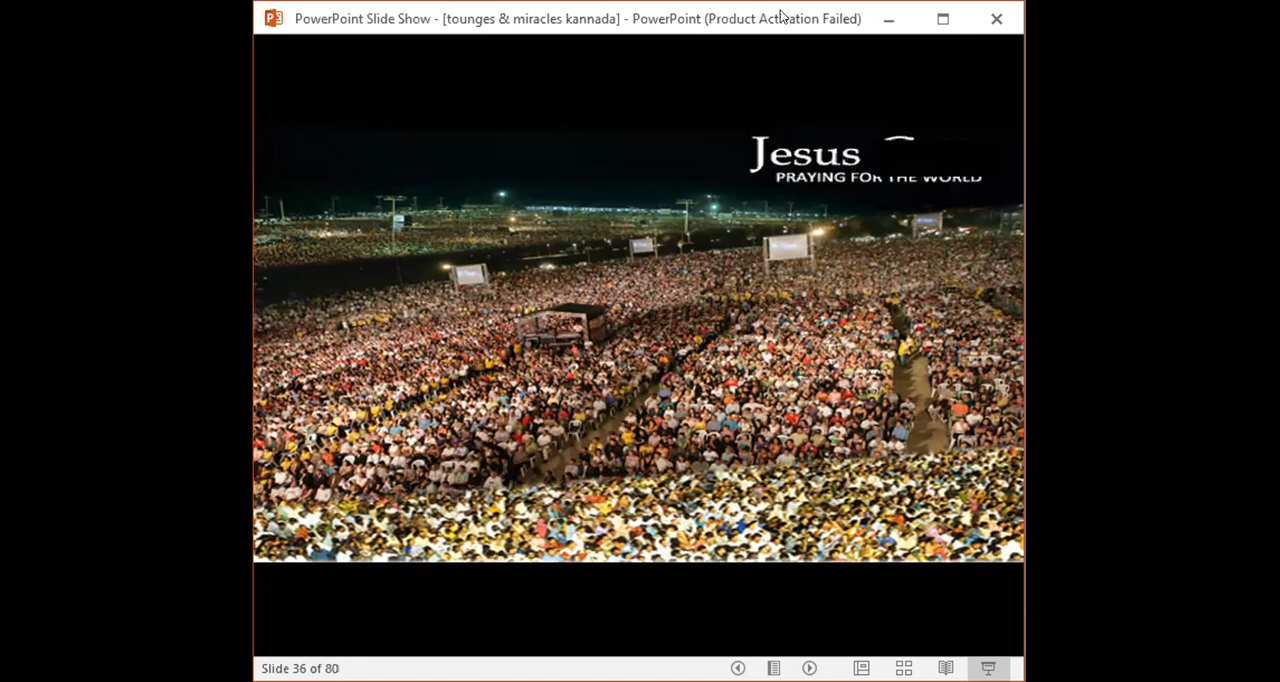 PowerPoint Slide Show - [tounges & miracles kannada] - PowerPoint (Product Activation Failed)
Jesus
PRAYING FOR THE WORLD
Slide 36 of 80